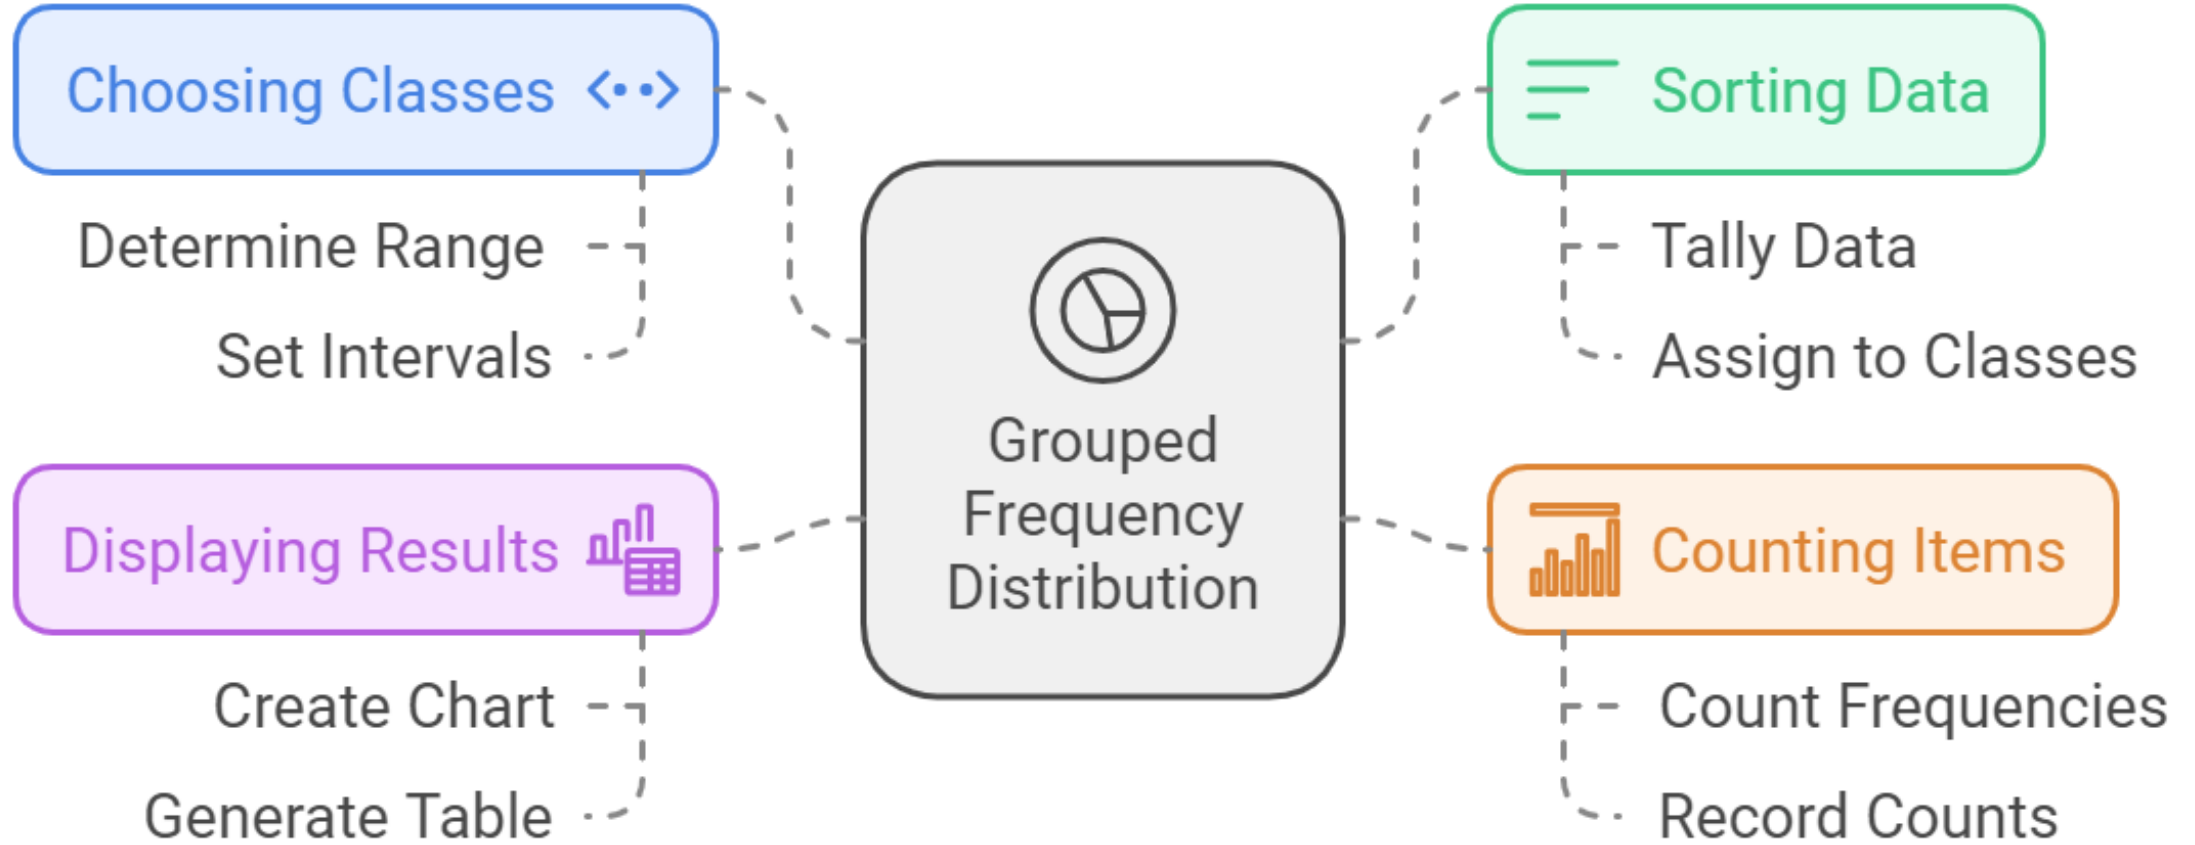 Choosing Classes
Determine Range
Set Intervals
Displaying Results
Create Chart
Generate Table
Grouped
Frequency
Distribution
Sorting Data
Tally Data
Assign to Classes
Counting Items
Count Frequencies
Record Counts